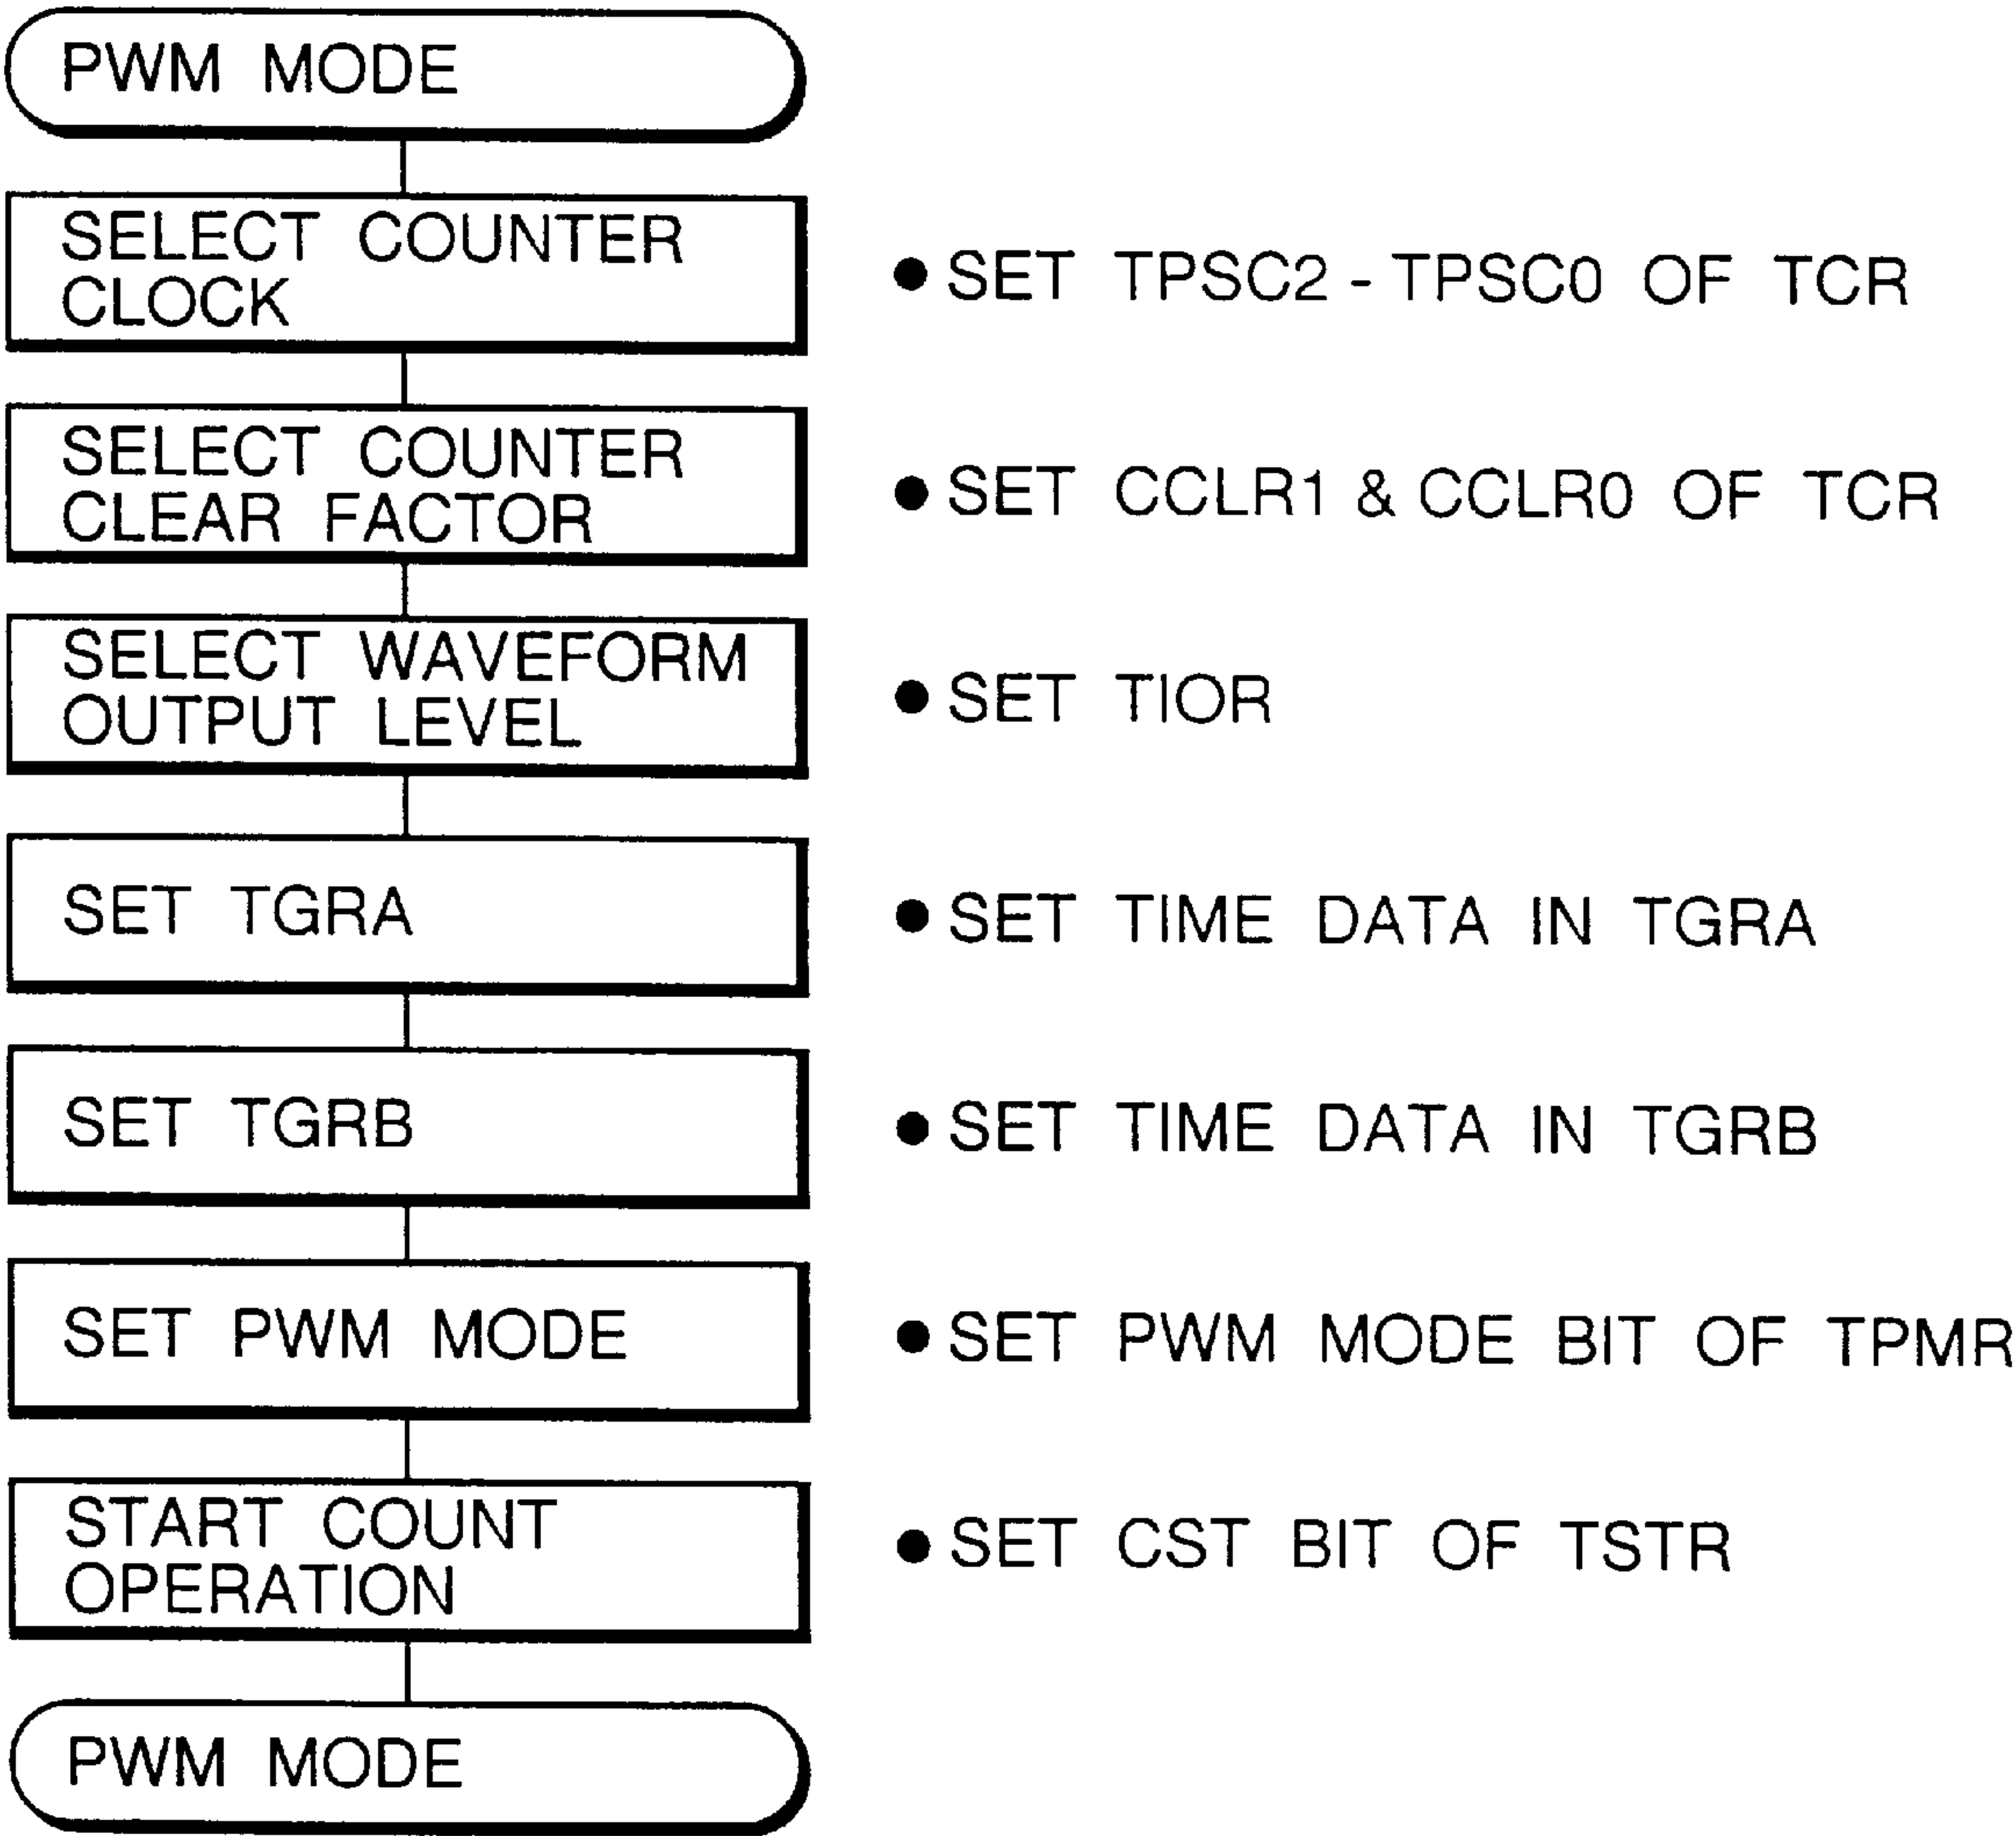 PWM MODE
SELECT COUNTER
CLOCK
● SET TPSC2 - TPSC0 OF TCR
SELECT COUNTER
CLEAR FACTOR
● SET CCLR1 & CCLR0 OF TCR
SELECT WAVEFORM
OUTPUT LEVEL
● SET TIOR
SET TGRA
● SET TIME DATA IN TGRA
SET TGRB
● SET TIME DATA IN TGRB
SET PWM MODE
● SET PWM MODE BIT OF TPMR
START COUNT
OPERATION
● SET CST BIT OF TSTR
PWM MODE